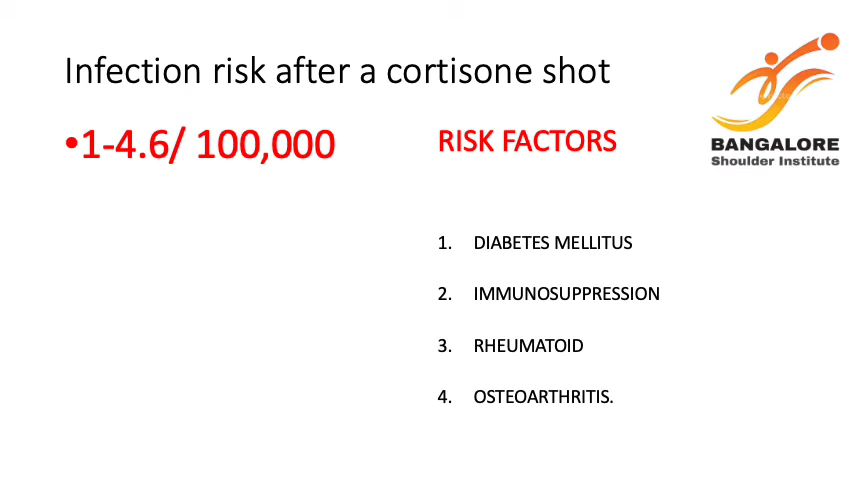 Infection risk after a cortisone shot
•1-4.6/ 100,000
RISK FACTORS
1. DIABETES MELLITUS
2. IMMUNOSUPPRESSION
3. RHEUMATOID
4. OSTEOARTHRITIS.
BANGALORE
Shoulder Institute